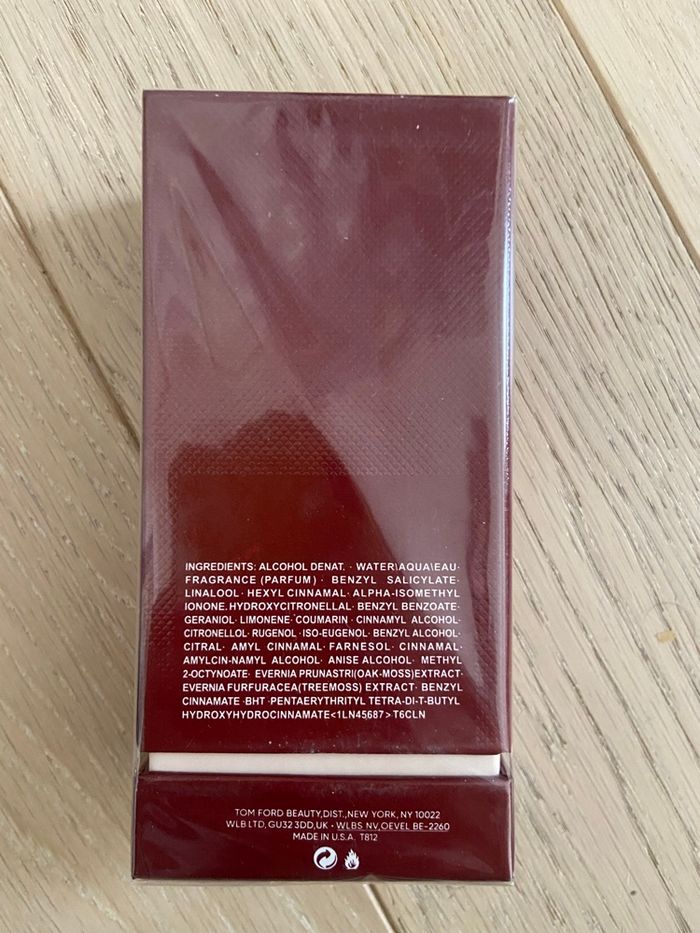 INGREDIENTS: ALCOHOL DENAT. · WATER\AQUA\EAU·
FRAGRANCE (PARFUM) · BENZYL SALICYLATE·
LINALOOL · HEXYL CINNAMAL · ALPHA-ISOMETHYL
IONONE. HYDROXYCITRONELLAL · BENZYL BENZOATE·
GERANIOL · LIMONENE · COUMARIN · CINNAMYL ALCOHOL·
CITRONELLOL · RUGENOL · ISO-EUGENOL · BENZYL ALCOHOL·
CITRAL · AMYL CINNAMAL · FARNESOL · CINNAMAL·
AMYLCIN-NAMYL ALCOHOL · ANISE ALCOHOL · METHYL
2-OCTYNOATE · EVERNIA PRUNASTRI(OAK-MOSS)EXTRACT·
EVERNIA FURFURACEA(TREEMOSS) EXTRACT · BENZYL
CINNAMATE · BHT · PENTAERYTHRITYL TETRA-DI-T-BUTYL
HYDROXYHYDROCINNAMATE<1LN45687>T6CLN
TOM FORD BEAUTY,DIST.,NEW YORK, NY 10022
WLB LTD, GU32 3DD,UK · WLBS NV,OEVEL BE-2260
MADE IN U.S.A. T812